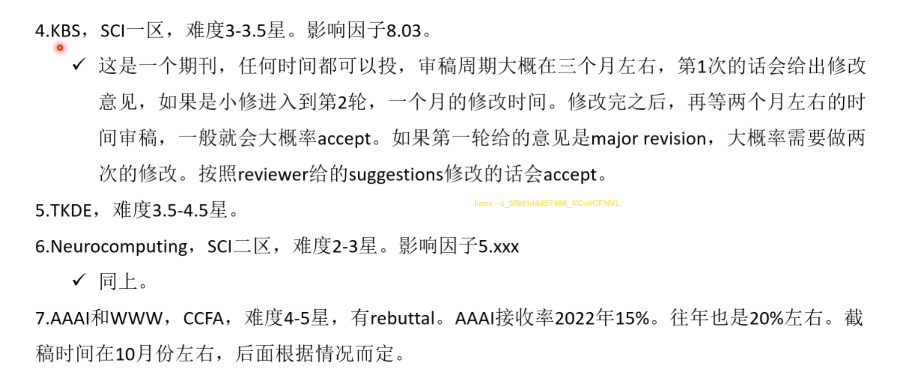 4.KBS，SCI一区，难度3-3.5星。影响因子8.03。
✓ 这是一个期刊，任何时间都可以投，审稿周期大概在三个月左右，第1次的话会给出修改
意见，如果是小修进入到第2轮，一个月的修改时间。修改完之后，再等两个月左右的时
间审稿，一般就会大概率accept。如果第一轮给的意见是major revision，大概率需要做两
次的修改。按照reviewer给的suggestions修改的话会accept。
5.TKDE，难度3.5-4.5星。
6.Neurocomputing，SCI二区，难度2-3星。影响因子5.xxx
✓ 同上。
7.AAAI和WWW，CCFA，难度4-5星，有rebuttal。AAAI接收率2022年15%。往年也是20%左右。截
稿时间在10月份左右，后面根据情况而定。